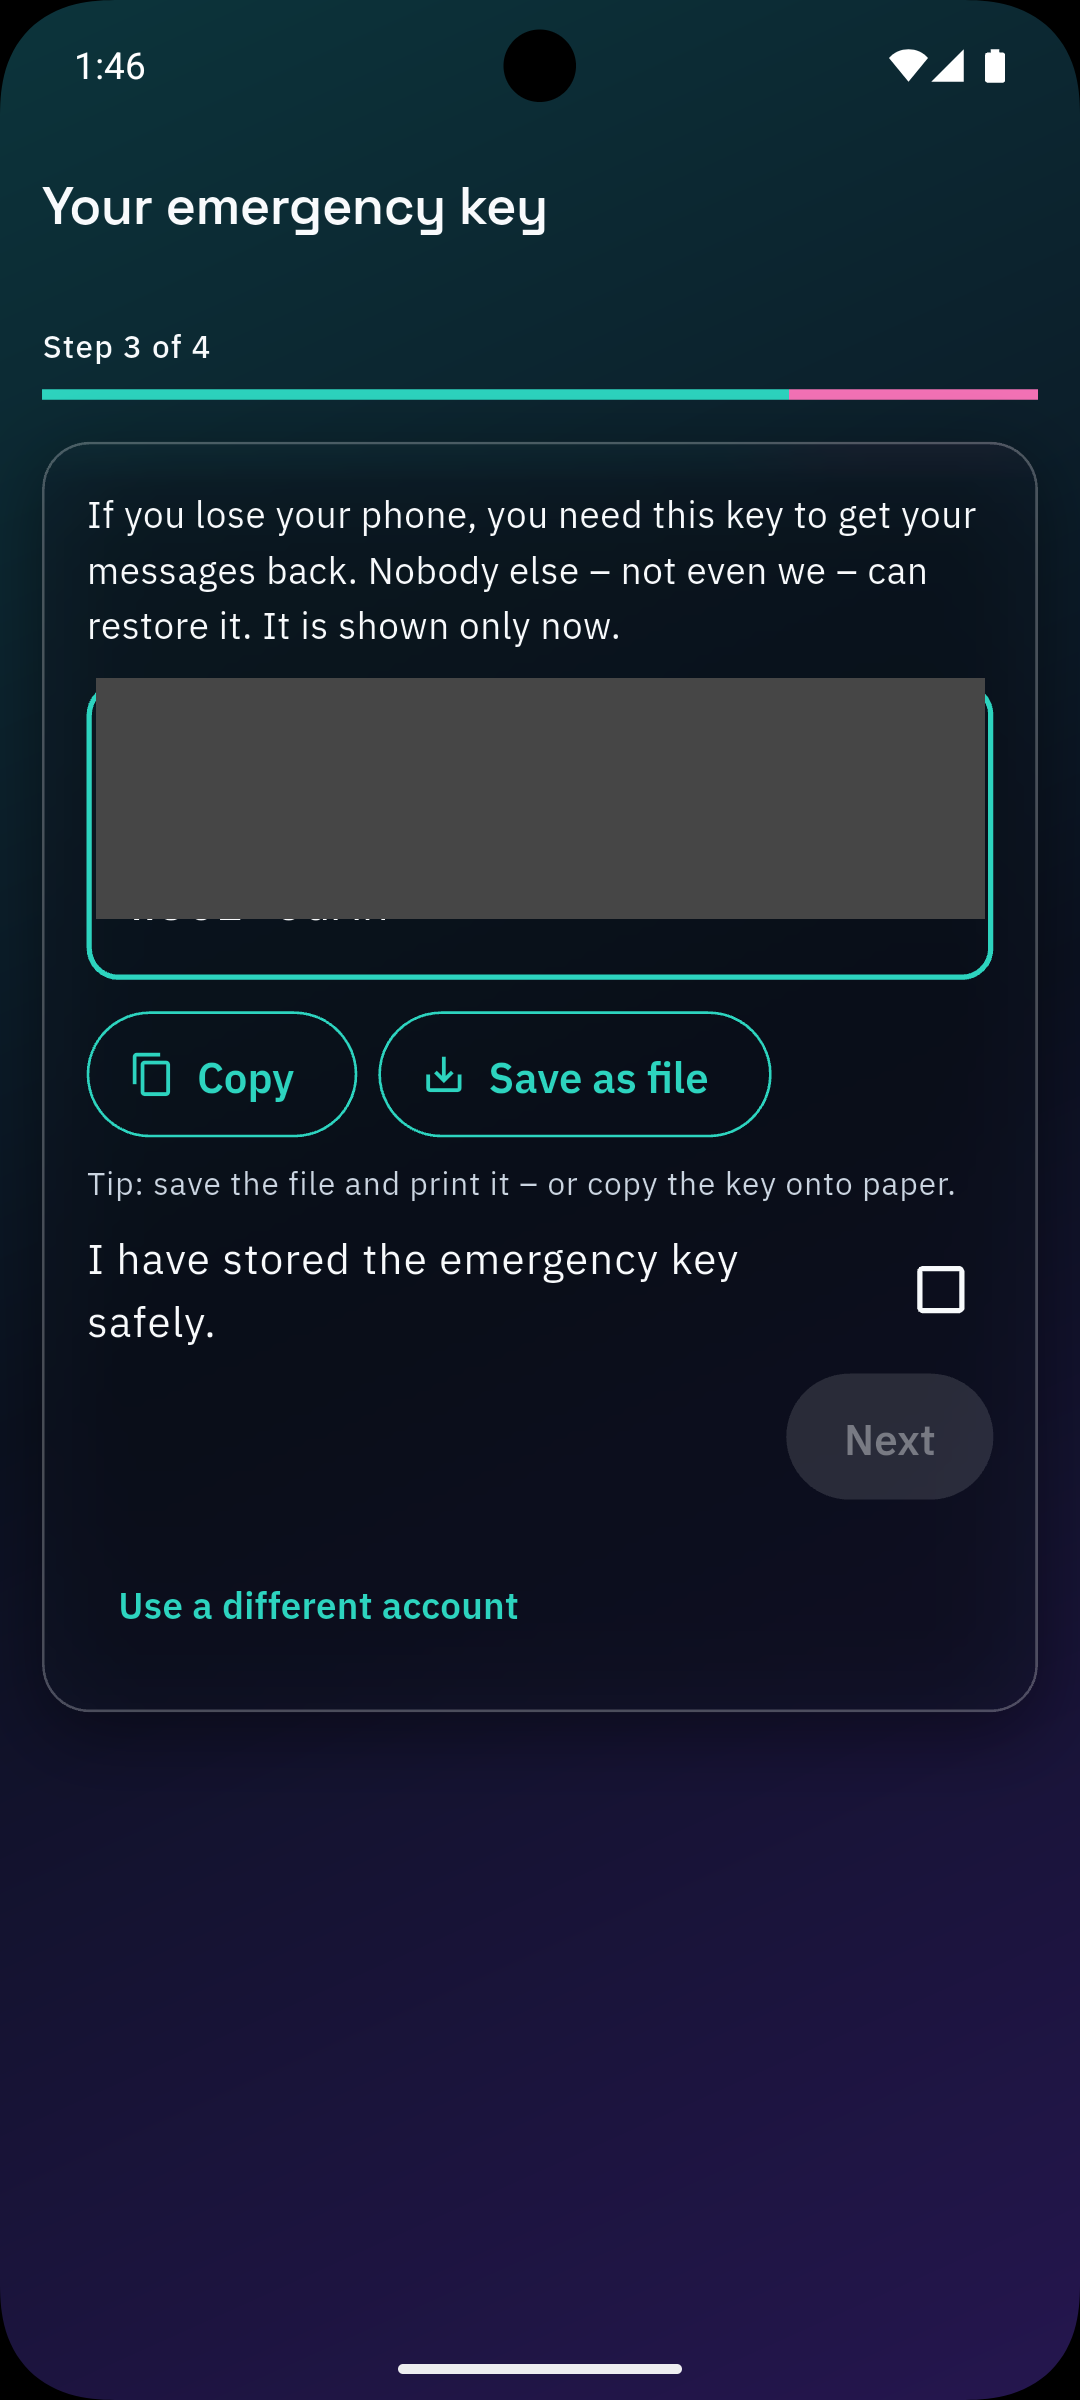 1:46
Your emergency key
Step 3 of 4
If you lose your phone, you need this key to get your
messages back. Nobody else – not even we – can
restore it. It is shown only now.
Copy
Save as file
Tip: save the file and print it – or copy the key onto paper.
I have stored the emergency key
safely.
Next
Use a different account